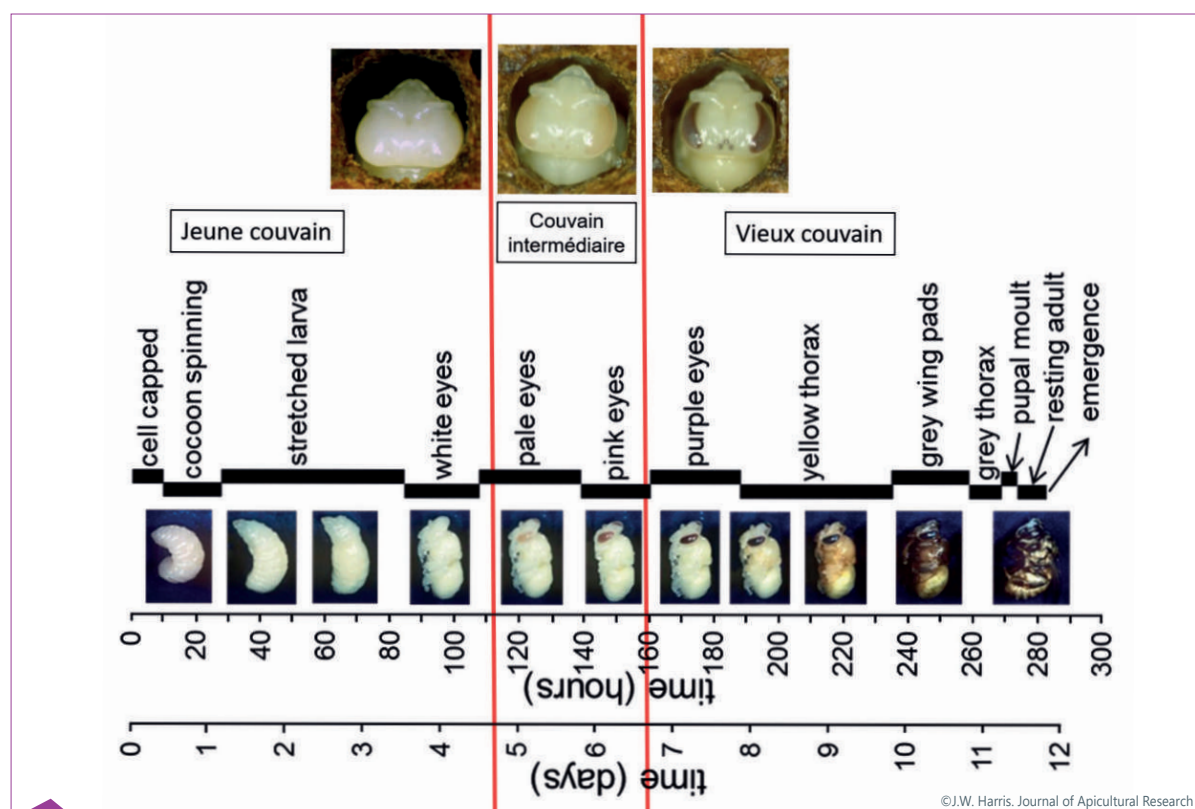 Jeune couvain
Couvain
intermédiaire
Vieux couvain
cell capped
cocoon spinning
stretched larva
white eyes
pale eyes
pink eyes
purple eyes
yellow thorax
grey wing pads
grey thorax
pupal moult
resting adult
emergence
0 20 40 60 80 100 120 140 160 180 200 220 240 260 280 300
time (hours)
0 1 2 3 4 5 6 7 8 9 10 11 12
time (days)
©J.W. Harris. Journal of Apicultural Research